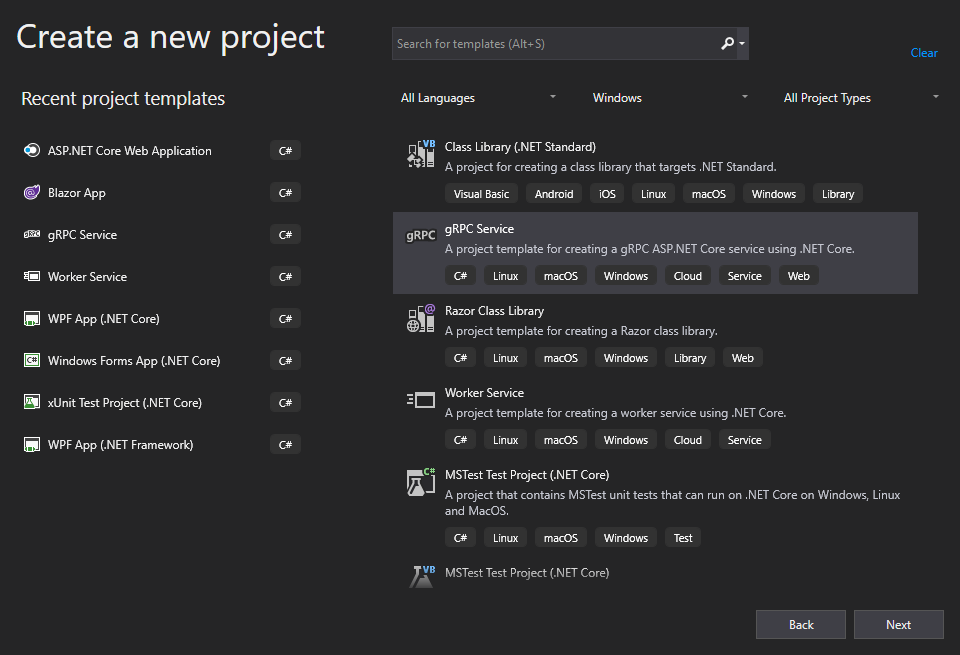 Create a new project
Search for templates (Alt+S)
Clear
Recent project templates
ASP.NET Core Web Application C#
Blazor App C#
gRPC gRPC Service C#
Worker Service C#
WPF App (.NET Core) C#
C# Windows Forms App (.NET Core) C#
xUnit Test Project (.NET Core) C#
WPF App (.NET Framework) C#
All Languages Windows All Project Types
VB Class Library (.NET Standard)
A project for creating a class library that targets .NET Standard.
Visual Basic Android iOS Linux macOS Windows Library
gRPC gRPC Service
A project template for creating a gRPC ASP.NET Core service using .NET Core.
C# Linux macOS Windows Cloud Service Web
@ Razor Class Library
A project template for creating a Razor class library.
C# Linux macOS Windows Library Web
Worker Service
A project template for creating a worker service using .NET Core.
C# Linux macOS Windows Cloud Service
C# MSTest Test Project (.NET Core)
A project that contains MSTest unit tests that can run on .NET Core on Windows, Linux
and MacOS.
C# Linux macOS Windows Test
VB MSTest Test Project (.NET Core)
Back Next